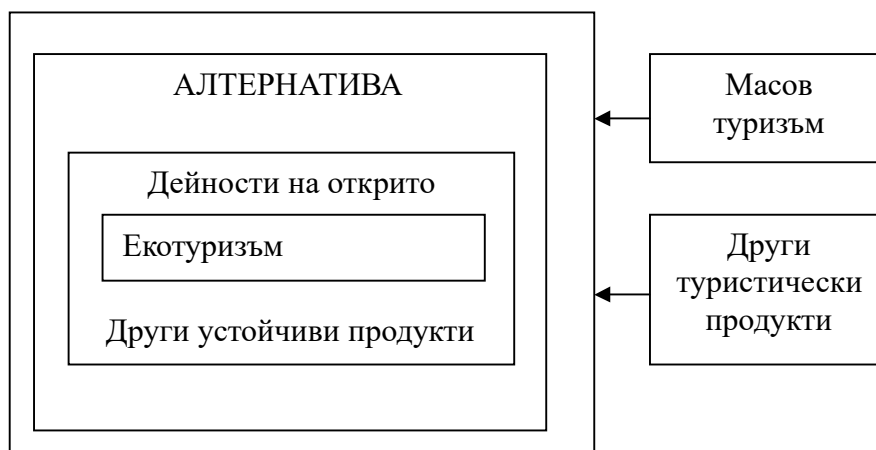 АЛТЕРНАТИВА
Дейности на открито
Екотуризъм
Други устойчиви продукти
Масов
туризъм
Други
туристически
продукти